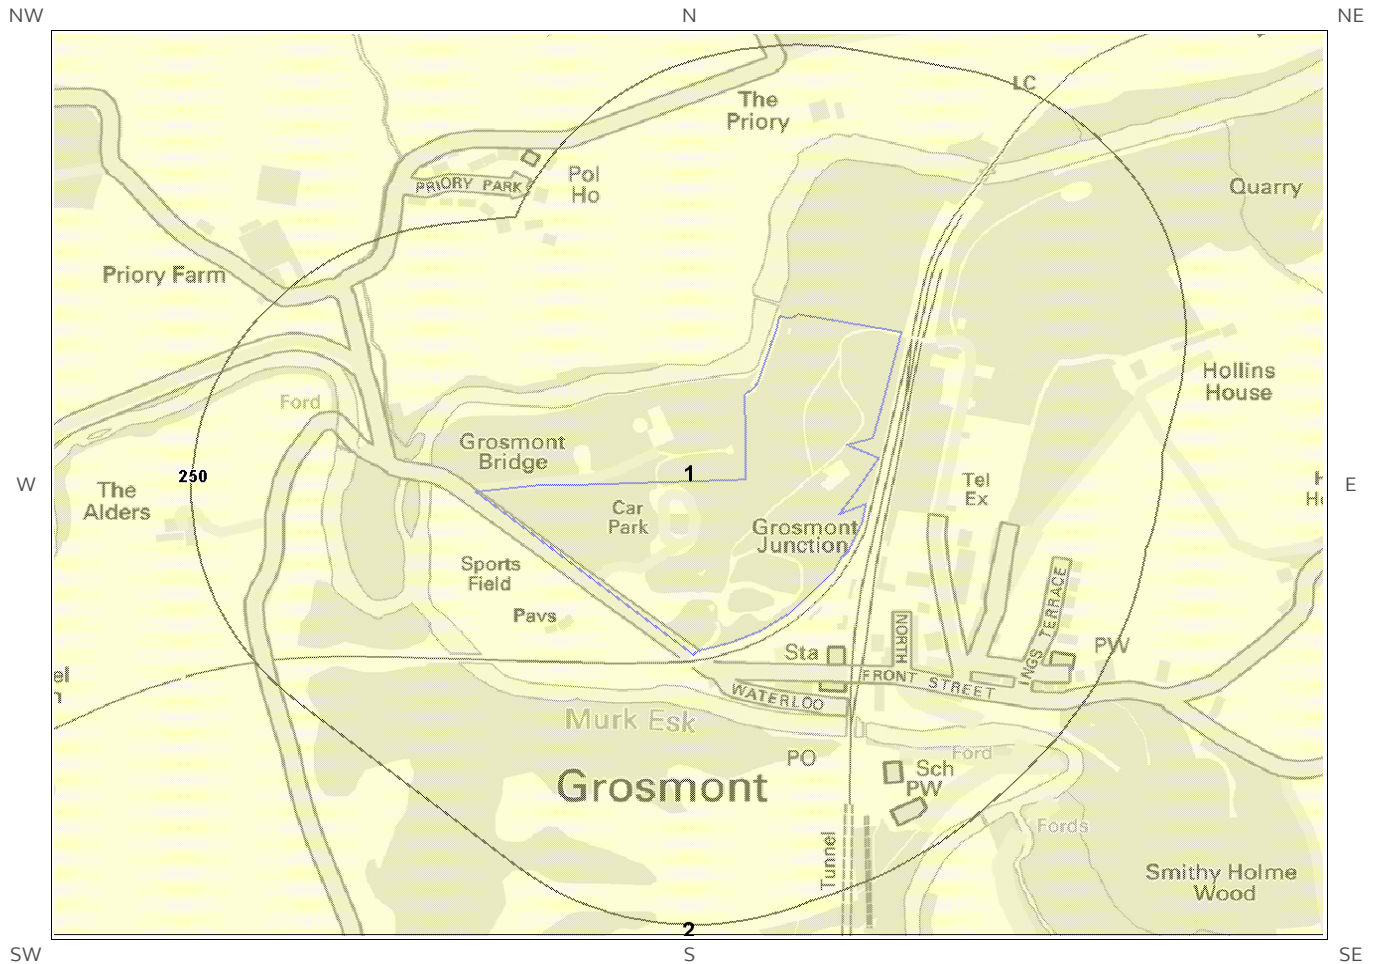 NW
N
NE
LC
The
Priory
Pol
Ho
PRIORY PARK
Quarry
Priory Farm
Hollins
House
Ford
Grosmont
Bridge
W
250
1
E
The
Alders
Car
Park
Tel
Ex
Grosmont
Junction
Sports
Field
Pavs
NORTH
INGS TERRACE
PW
Sta
FRONT STREET
WATERLOO
Murk Esk
PO
Ford
Grosmont
Sch
PW
Fords
Tunnel
Smithy Holme
Wood
2
SW
S
SE